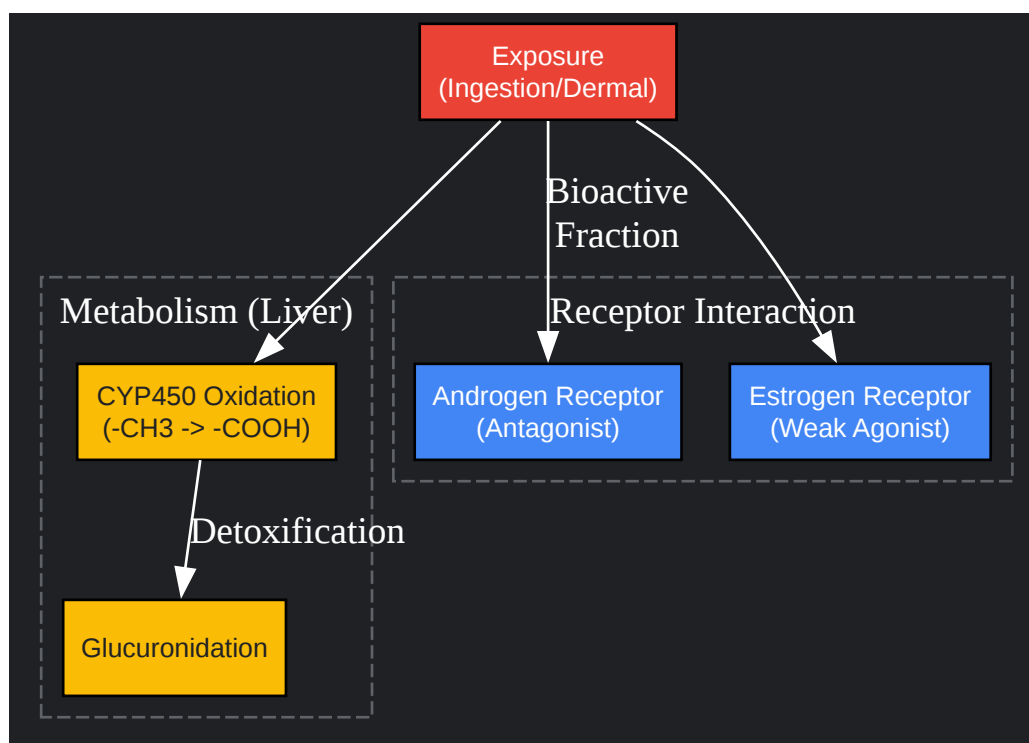 Exposure
(Ingestion/Dermal)
Bioactive
Fraction
Metabolism (Liver)
Receptor Interaction
CYP450 Oxidation
(-CH3 -> -COOH)
Androgen Receptor
(Antagonist)
Estrogen Receptor
(Weak Agonist)
Detoxification
Glucuronidation